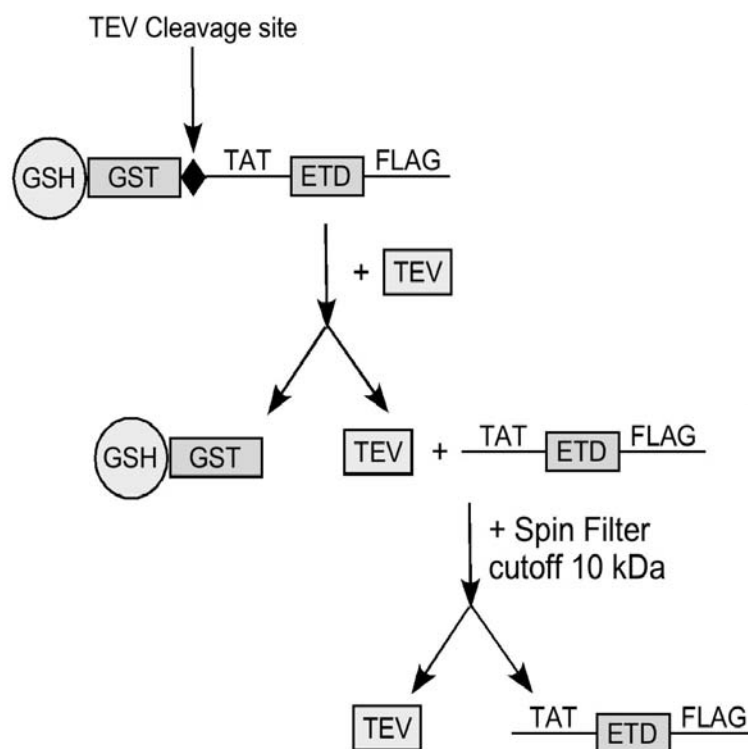 TEV Cleavage site
GSH GST TAT ETD FLAG
+ TEV
GSH GST TEV + TAT ETD FLAG
+ Spin Filter
cutoff 10 kDa
TEV TAT ETD FLAG